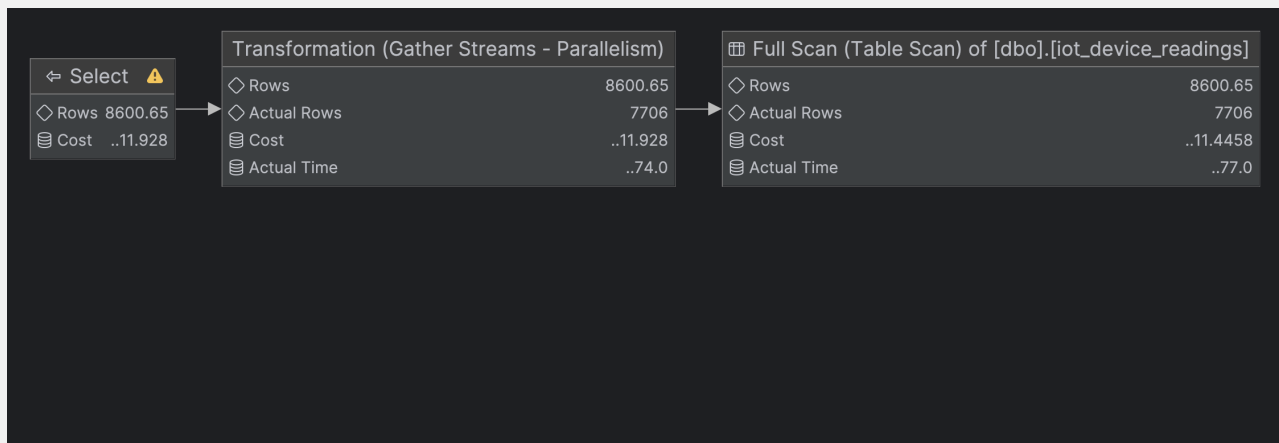 Select
Rows 8600.65
Cost ..11.928
Transformation (Gather Streams - Parallelism)
Rows 8600.65
Actual Rows 7706
Cost ..11.928
Actual Time ..74.0
Full Scan (Table Scan) of [dbo].[iot_device_readings]
Rows 8600.65
Actual Rows 7706
Cost ..11.4458
Actual Time ..77.0